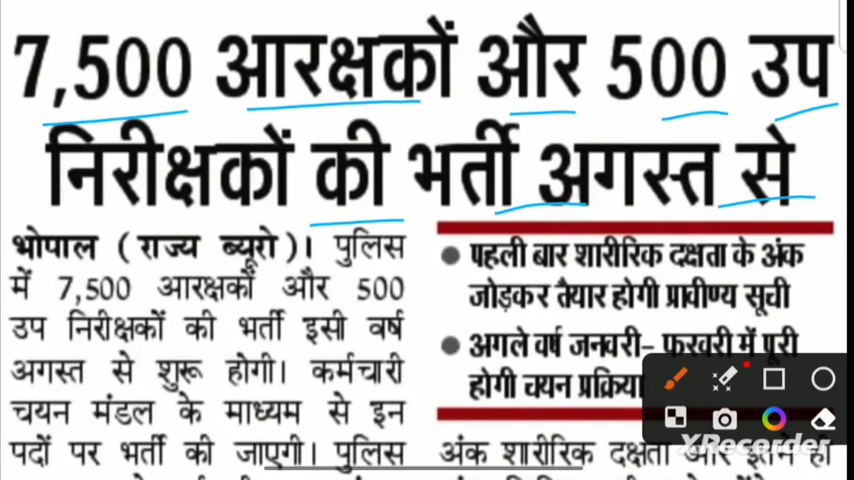 7,500 आरक्षकों और 500 उप
निरीक्षकों की भर्ती अगस्त से
भोपाल (राज्य ब्यूरो)। पुलिस
में 7,500 आरक्षकों और 500
उप निरीक्षकों की भर्ती इसी वर्ष
अगस्त से शुरू होगी। कर्मचारी
चयन मंडल के माध्यम से इन
पदों पर भर्ती की जाएगी। पुलिस
● पहली बार शारीरिक दक्षता के अंक
जोड़कर तैयार होगी प्रावीण्य सूची
● अगले वर्ष जनवरी- फरवरी में पूरी
होगी चयन प्रक्रिया
अंक शारीरिक दक्षता और इतने ही
XRecorder